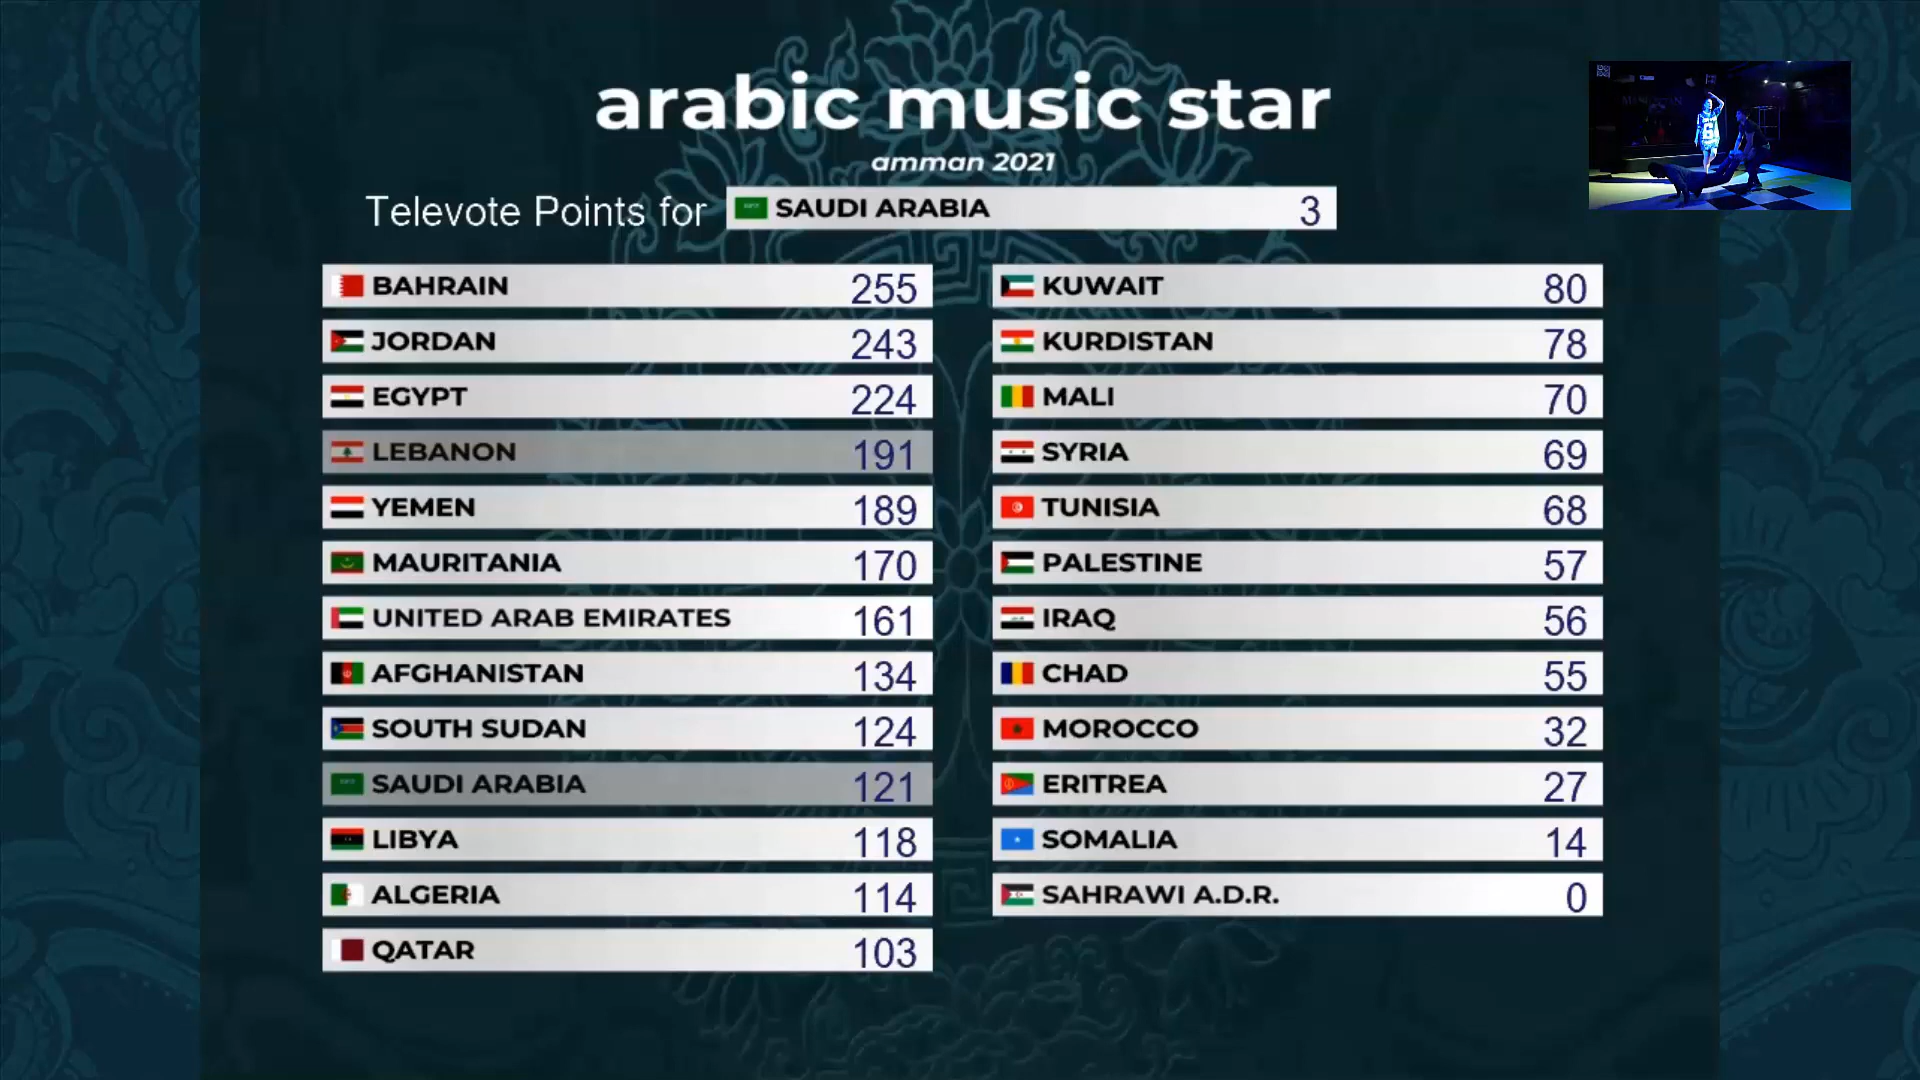 arabic music star
amman 2021
Televote Points for SAUDI ARABIA 3
BAHRAIN 255
JORDAN 243
EGYPT 224
LEBANON 191
YEMEN 189
MAURITANIA 170
UNITED ARAB EMIRATES 161
AFGHANISTAN 134
SOUTH SUDAN 124
SAUDI ARABIA 121
LIBYA 118
ALGERIA 114
QATAR 103
KUWAIT 80
KURDISTAN 78
MALI 70
SYRIA 69
TUNISIA 68
PALESTINE 57
IRAQ 56
CHAD 55
MOROCCO 32
ERITREA 27
SOMALIA 14
SAHRAWI A.D.R. 0
6